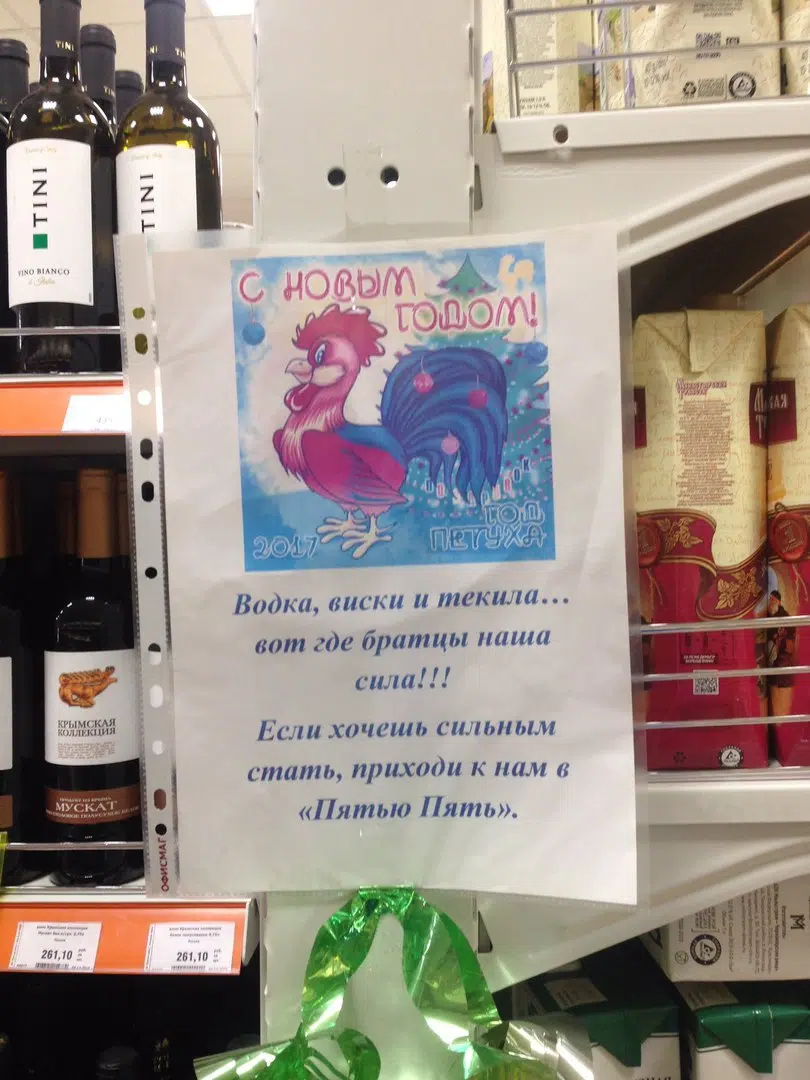 TINI
VINO BIANCO
TINI
С НОВЫМ
ГОДОМ!
2017
ГОД
ПЕТУХА
Водка, виски и текила...
вот где братцы наша
сила!!!
Если хочешь сильным
стать, приходи к нам в
«Пятью Пять».
КРЫМСКАЯ
КОЛЛЕКЦИЯ
МУСКАТ
ОФИСМАГ
261,10
261,10